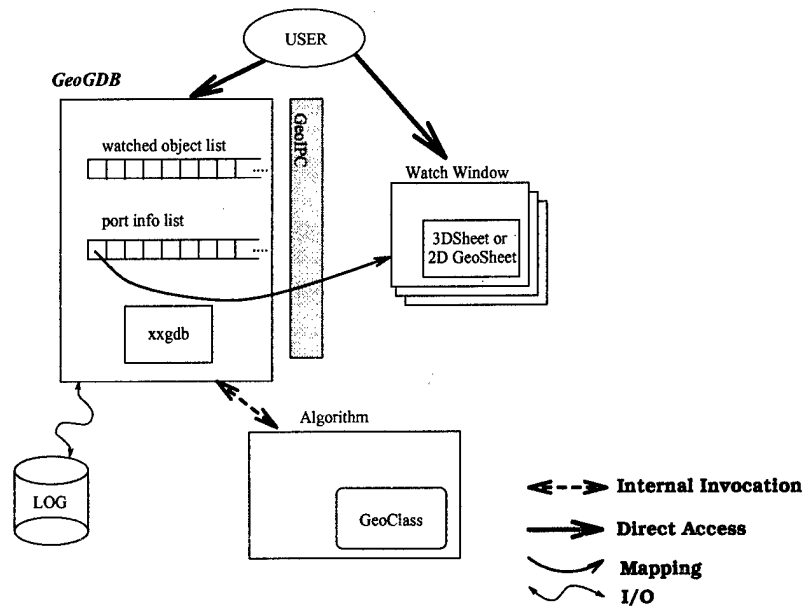 USER
GeoGDB
GeoIPC
watched object list
....
port info list
....
xxgdb
Watch Window
3DSheet or
2D GeoSheet
Algorithm
GeoClass
LOG
Internal Invocation
Direct Access
Mapping
I/O